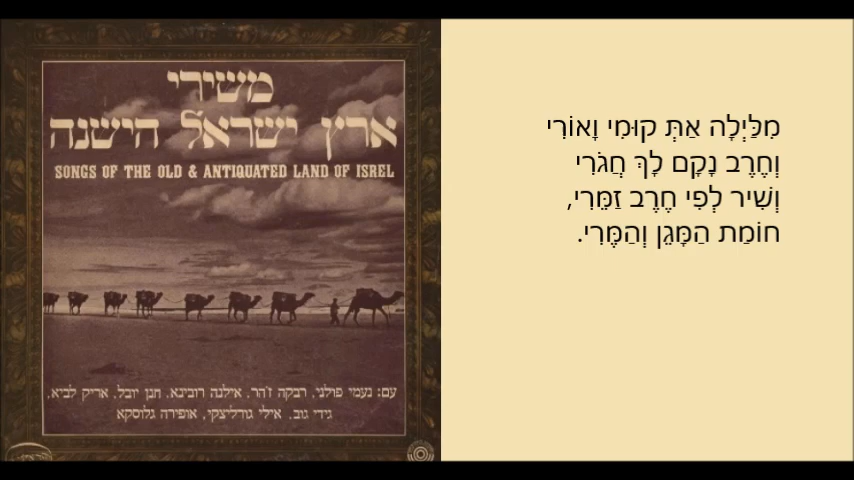 משירי
ארץ ישראל הישנה
SONGS OF THE OLD & ANTIQUATED LAND OF ISREL
עם: נעמי פולני, רבקה זהר, אילנה רובינא, חנן יובל, אריק לביא,
גידי גוב, אילי גורליצקי, אופירה גלוסקא
מִלַּיְלָה אַתְּ קוּמִי וָאוֹרִי
וְחֶרֶב נָקָם לָךְ חֲגֹרִי
וְשִׁיר לְפִי חֶרֶב זַמֵּרִי,
חוֹמַת הַמָּגֵן וְהַמֶּרִי.